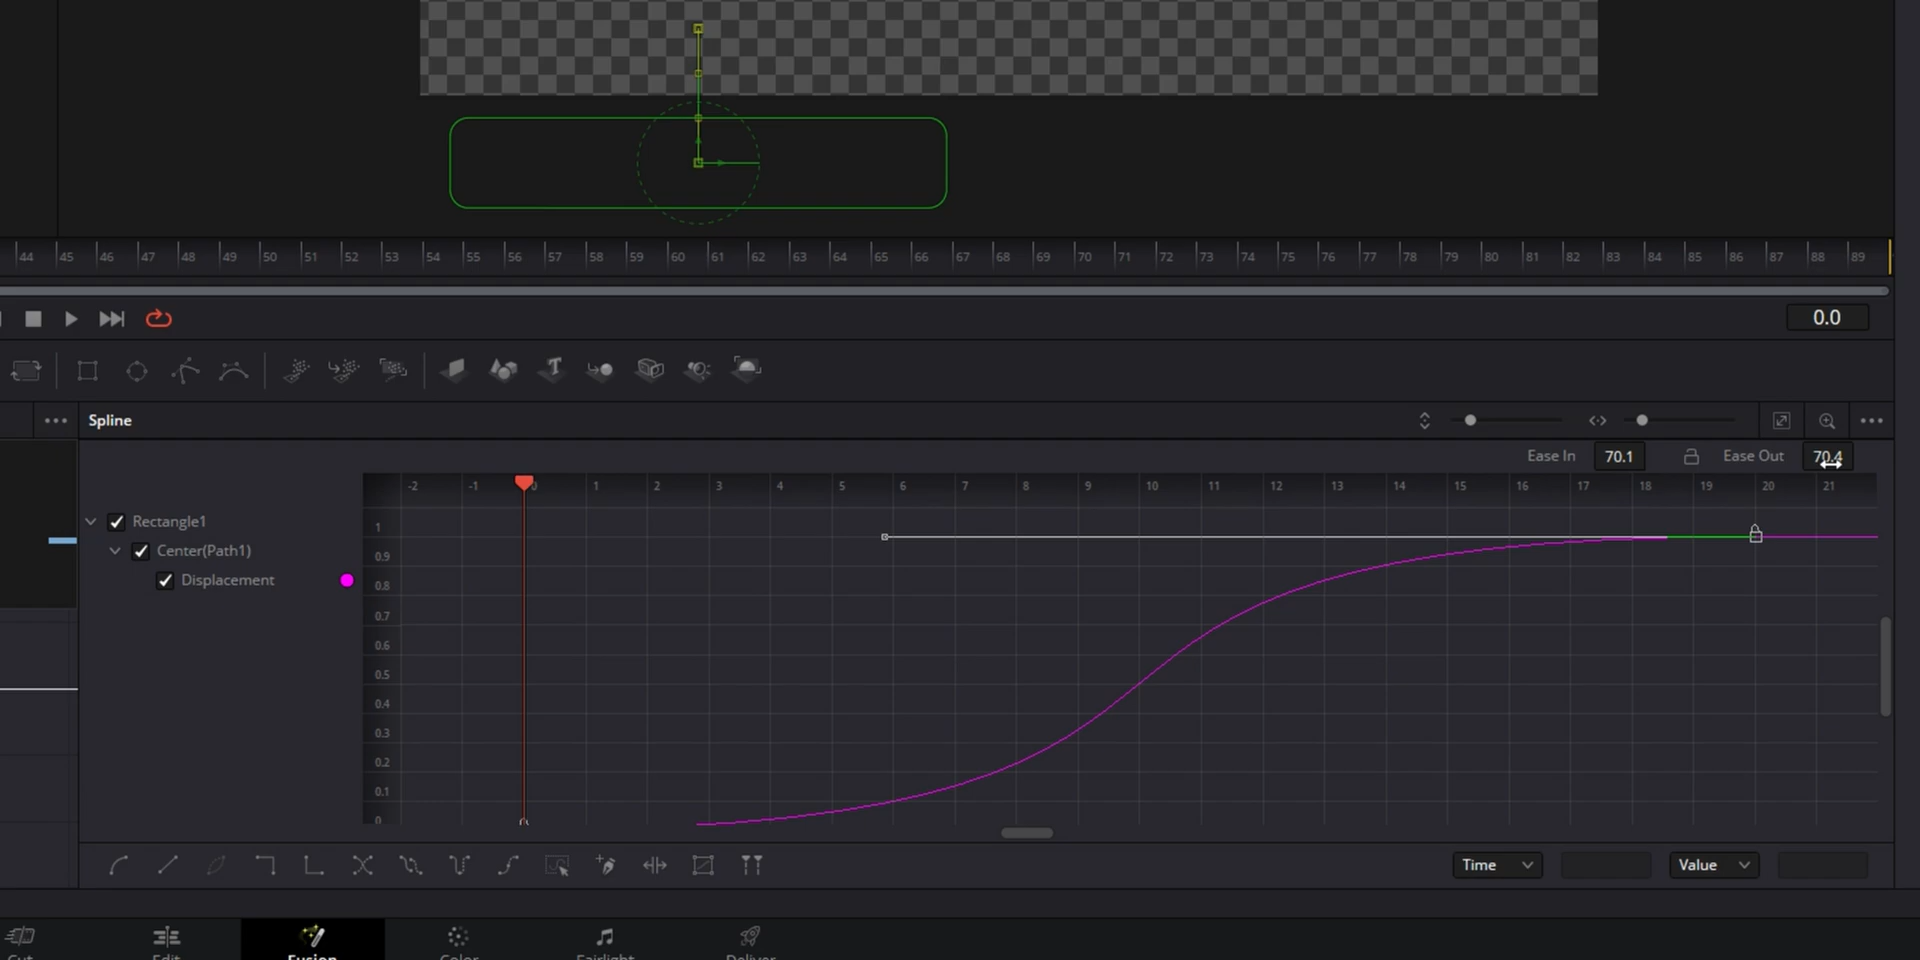 44 45 46 47 48 49 50 51 52 53 54 55 56 57 58 59 60 61 62 63 64 65 66 67 68 69 70 71 72 73 74 75 76 77 78 79 80 81 82 83 84 85 86 87 88 89
0.0
Spline
Ease In 70.1 Ease Out 70.4
-2 -1 0 1 2 3 4 5 6 7 8 9 10 11 12 13 14 15 16 17 18 19 20 21
Rectangle1
Center(Path1)
Displacement
1
0.9
0.8
0.7
0.6
0.5
0.4
0.3
0.2
0.1
0
Time Value
Cut Edit Fusion Color Fairlight Deliver